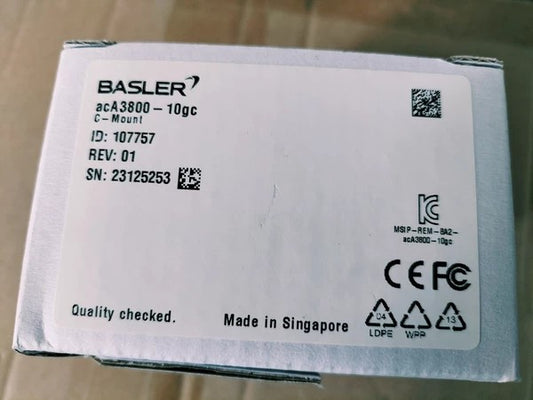 BASLER
acA3800-10gc
C-Mount
ID: 107757
REV: 01
SN: 23125253
MSIP-REM-BA2-
acA3800-10gc
CE FC
Quality checked.
Made in Singapore
04
LDPE
WPP
13